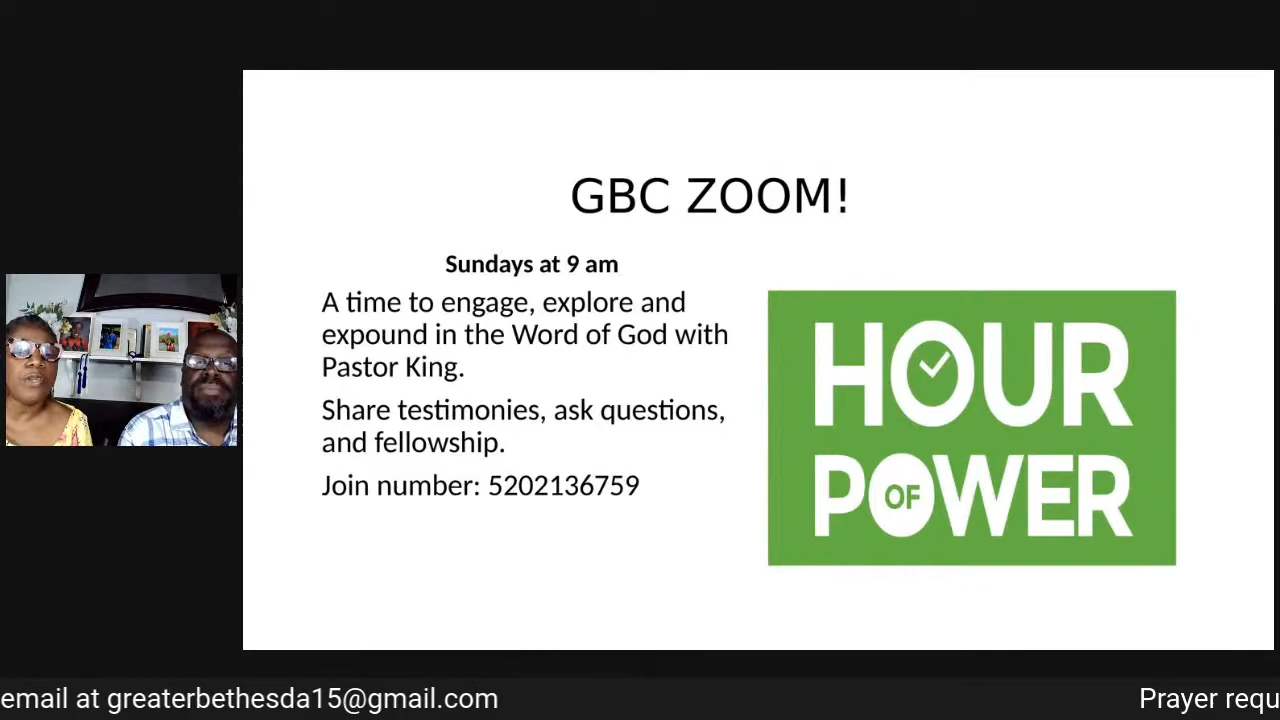 GBC ZOOM!
Sundays at 9 am
A time to engage, explore and
expound in the Word of God with
Pastor King.
Share testimonies, ask questions,
and fellowship.
Join number: 5202136759
HOUR
POWER
OF
email at greaterbethesda15@gmail.com
Prayer requ